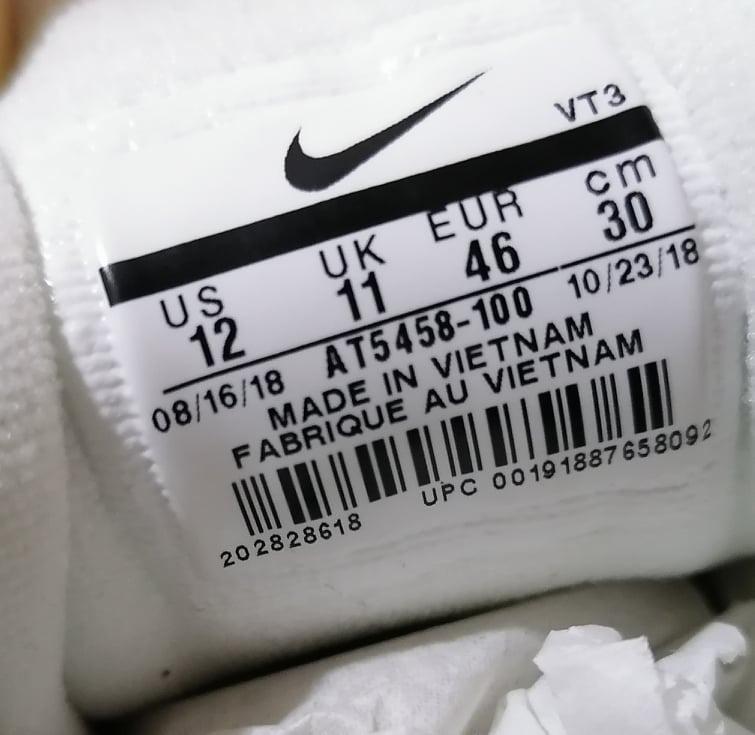 VT3
US UK EUR cm
12 11 46 30
08/16/18 AT5458-100 10/23/18
MADE IN VIETNAM
FABRIQUE AU VIETNAM
202828618 UPC 00191887658092